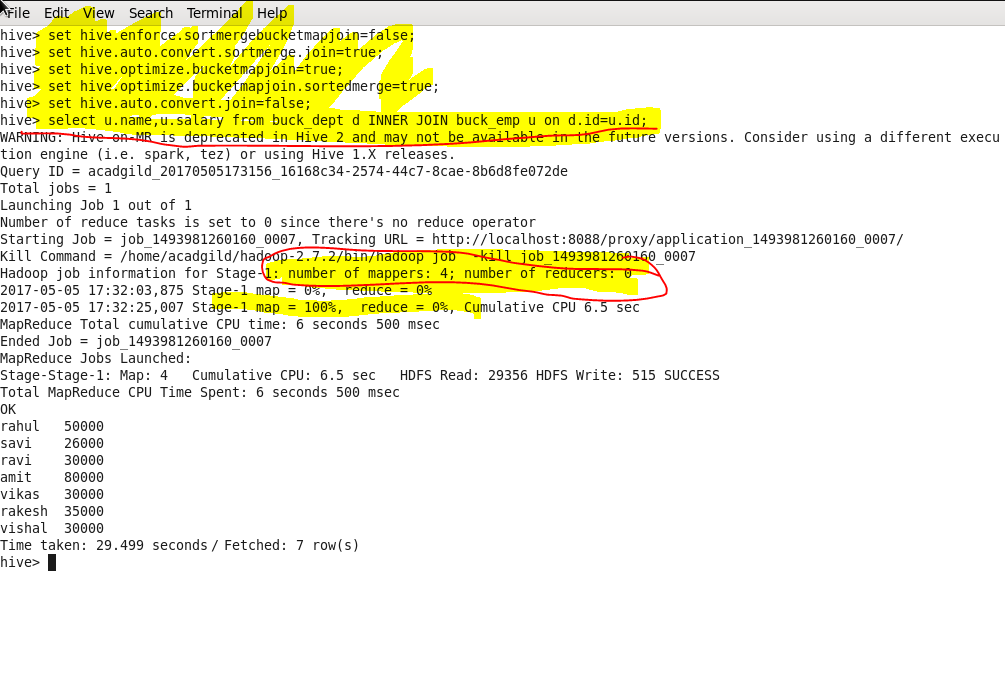 File Edit View Search Terminal Help
hive> set hive.enforce.sortmergebucketmapjoin=false;
hive> set hive.auto.convert.sortmerge.join=true;
hive> set hive.optimize.bucketmapjoin=true;
hive> set hive.optimize.bucketmapjoin.sortedmerge=true;
hive> set hive.auto.convert.join=false;
hive> select u.name,u.salary from buck_dept d INNER JOIN buck_emp u on d.id=u.id;
WARNING: Hive-on-MR is deprecated in Hive 2 and may not be available in the future versions. Consider using a different execu
tion engine (i.e. spark, tez) or using Hive 1.X releases.
Query ID = acadgild_20170505173156_16168c34-2574-44c7-8cae-8b6d8fe072de
Total jobs = 1
Launching Job 1 out of 1
Number of reduce tasks is set to 0 since there's no reduce operator
Starting Job = job_1493981260160_0007, Tracking URL = http://localhost:8088/proxy/application_1493981260160_0007/
Kill Command = /home/acadgild/hadoop-2.7.2/bin/hadoop job  -kill job_1493981260160_0007
Hadoop job information for Stage-1: number of mappers: 4; number of reducers: 0
2017-05-05 17:32:03,875 Stage-1 map = 0%,  reduce = 0%
2017-05-05 17:32:25,007 Stage-1 map = 100%,  reduce = 0%, Cumulative CPU 6.5 sec
MapReduce Total cumulative CPU time: 6 seconds 500 msec
Ended Job = job_1493981260160_0007
MapReduce Jobs Launched:
Stage-Stage-1: Map: 4   Cumulative CPU: 6.5 sec   HDFS Read: 29356 HDFS Write: 515 SUCCESS
Total MapReduce CPU Time Spent: 6 seconds 500 msec
OK
rahul   50000
savi    26000
ravi    30000
amit    80000
vikas   30000
rakesh  35000
vishal  30000
Time taken: 29.499 seconds, Fetched: 7 row(s)
hive>